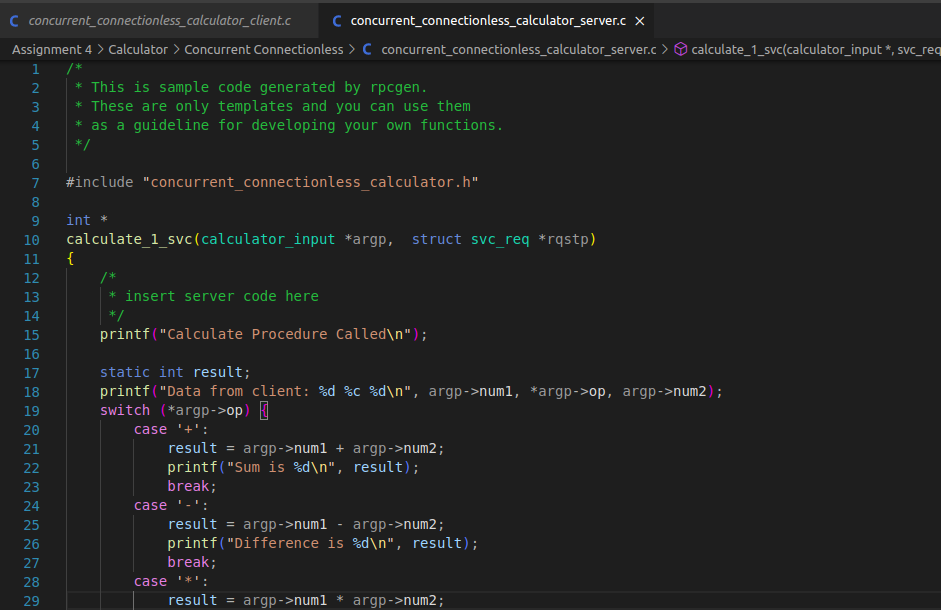 concurrent_connectionless_calculator_client.c
concurrent_connectionless_calculator_server.c
Assignment 4 > Calculator > Concurrent Connectionless > concurrent_connectionless_calculator_server.c > calculate_1_svc(calculator_input *, svc_req
1 /*
2  * This is sample code generated by rpcgen.
3  * These are only templates and you can use them
4  * as a guideline for developing your own functions.
5  */
6
7 #include "concurrent_connectionless_calculator.h"
8
9 int *
10 calculate_1_svc(calculator_input *argp,  struct svc_req *rqstp)
11 {
12     /*
13      * insert server code here
14      */
15     printf("Calculate Procedure Called\n");
16
17     static int result;
18     printf("Data from client: %d %c %d\n", argp->num1, *argp->op, argp->num2);
19     switch (*argp->op) {
20         case '+':
21             result = argp->num1 + argp->num2;
22             printf("Sum is %d\n", result);
23             break;
24         case '-':
25             result = argp->num1 - argp->num2;
26             printf("Difference is %d\n", result);
27             break;
28         case '*':
29             result = argp->num1 * argp->num2;